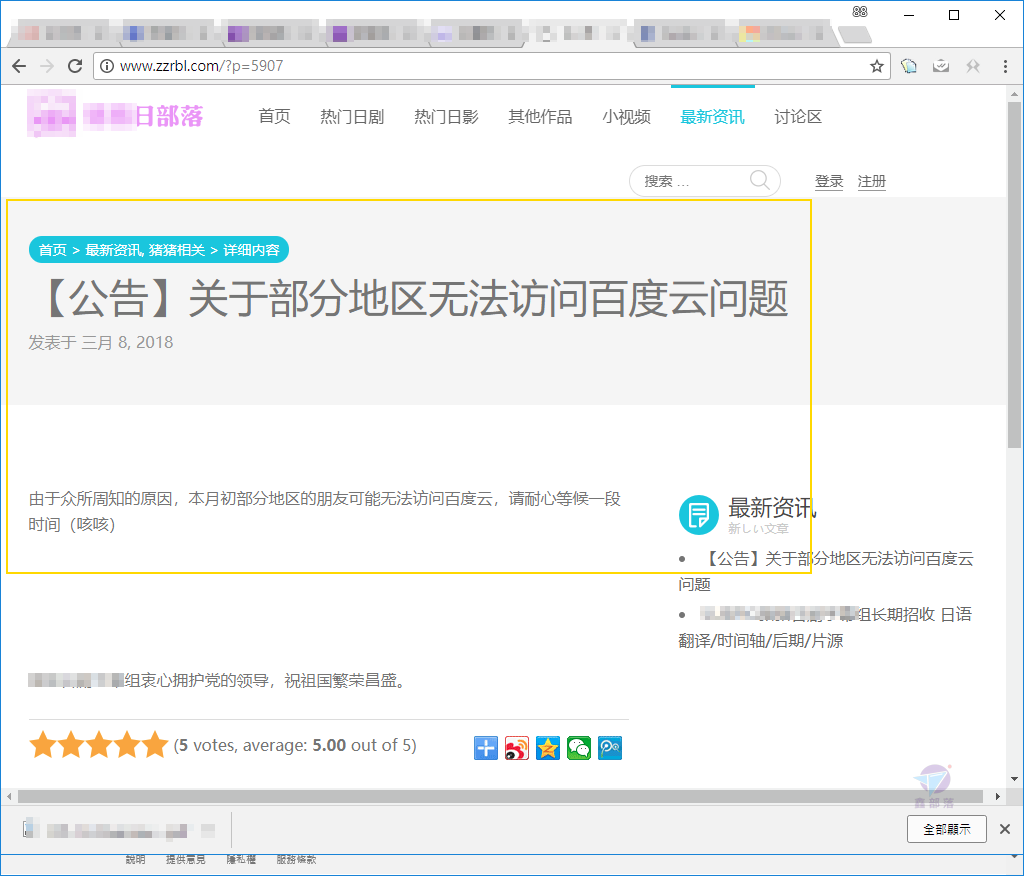 www.zzrbl.com/?p=5907
日部落
首页 热门日剧 热门日影 其他作品 小视频 最新资讯 讨论区
搜索 ...
登录 注册
首页 > 最新资讯, 猪猪相关 > 详细内容
【公告】关于部分地区无法访问百度云问题
发表于 三月 8, 2018
由于众所周知的原因，本月初部分地区的朋友可能无法访问百度云，请耐心等候一段
时间（咳咳）
最新资讯
新しい文章
• 【公告】关于部分地区无法访问百度云
问题
• 组长期招收 日语
翻译/时间轴/后期/片源
组衷心拥护党的领导，祝祖国繁荣昌盛。
(5 votes, average: 5.00 out of 5)
鑫部落
全部顯示
說明 提供意見 隱私權 服務條款